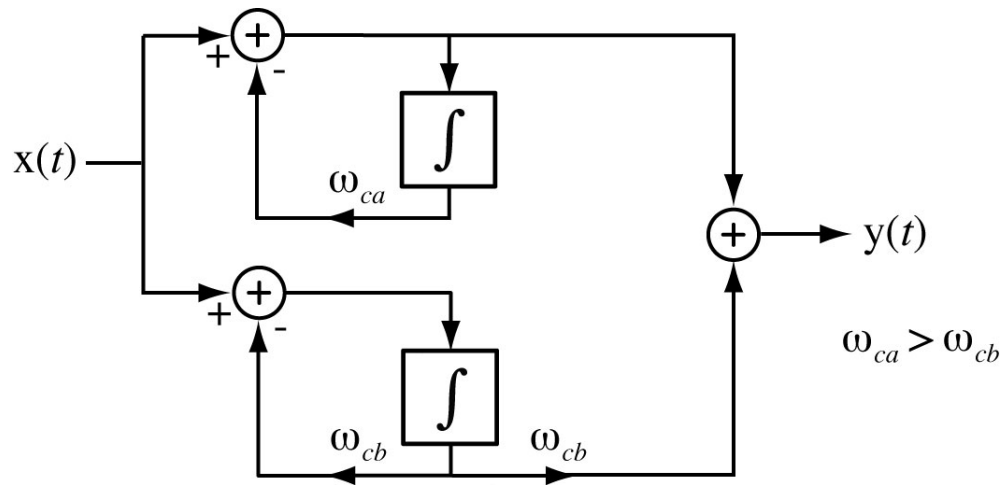 +
+
-
∫
x(t)
ω_ca
+
y(t)
+
+
-
ω_ca > ω_cb
∫
ω_cb
ω_cb